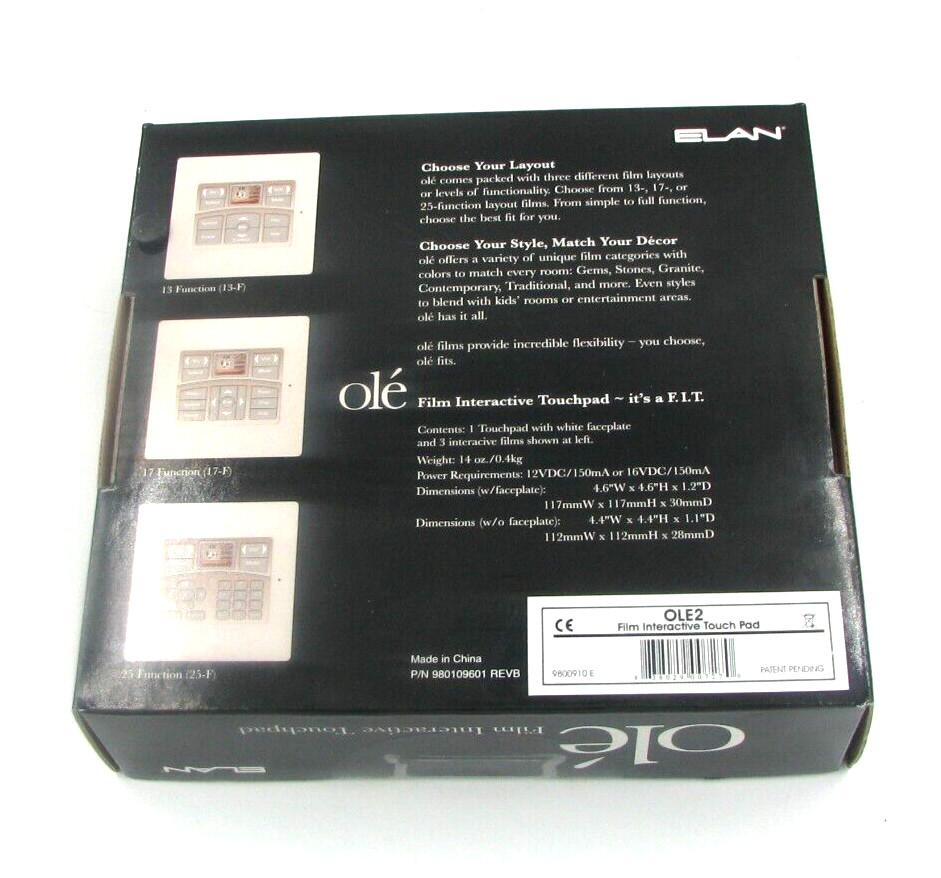 ELAN
Choose Your Layout
olé comes packed with three different film layouts
or levels of functionality. Choose from 13-, 17-, or
25-function layout films. From simple to full function,
choose the best fit for you.
Choose Your Style, Match Your Décor
olé offers a variety of unique film categories with
colors to match every room: Gems, Stones, Granite,
Contemporary, Traditional, and more. Even styles
to blend with kids' rooms or entertainment areas.
olé has it all.
olé films provide incredible flexibility – you choose,
olé fits.
13 Function (13-F)
17 Function (17-F)
25 Function (25-F)
olé Film Interactive Touchpad ~ it's a F.I.T.
Contents: 1 Touchpad with white faceplate
and 3 interacive films shown at left.
Weight: 14 oz./0.4kg
Power Requirements: 12VDC/150mA or 16VDC/150mA
Dimensions (w/faceplate): 4.6"W x 4.6"H x 1.2"D
117mmW x 117mmH x 30mmD
Dimensions (w/o faceplate): 4.4"W x 4.4"H x 1.1"D
112mmW x 112mmH x 28mmD
Made in China
P/N 980109601 REVB
CE
OLE2
Film Interactive Touch Pad
9800910 E
PATENT PENDING
olé
Film Interactive Touchpad
ELAN